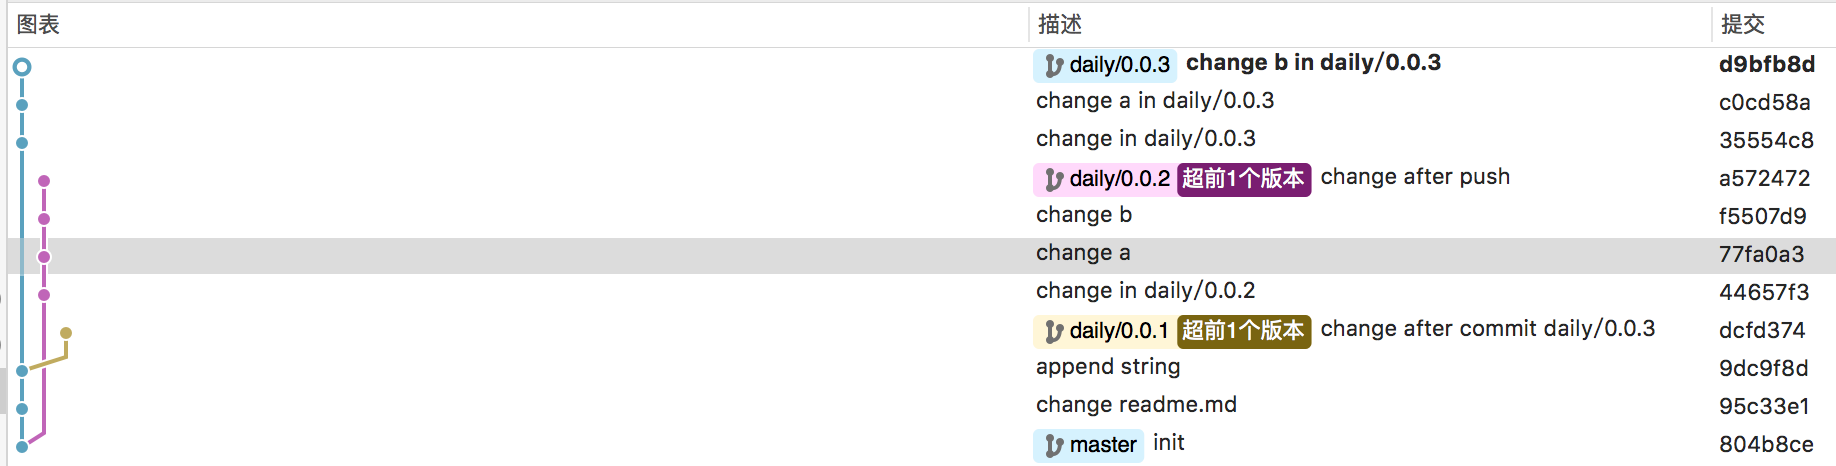 图表 描述 提交
daily/0.0.3 change b in daily/0.0.3 d9bfb8d
change a in daily/0.0.3 c0cd58a
change in daily/0.0.3 35554c8
daily/0.0.2 超前1个版本 change after push a572472
change b f5507d9
change a 77fa0a3
change in daily/0.0.2 44657f3
daily/0.0.1 超前1个版本 change after commit daily/0.0.3 dcfd374
append string 9dc9f8d
change readme.md 95c33e1
master init 804b8ce